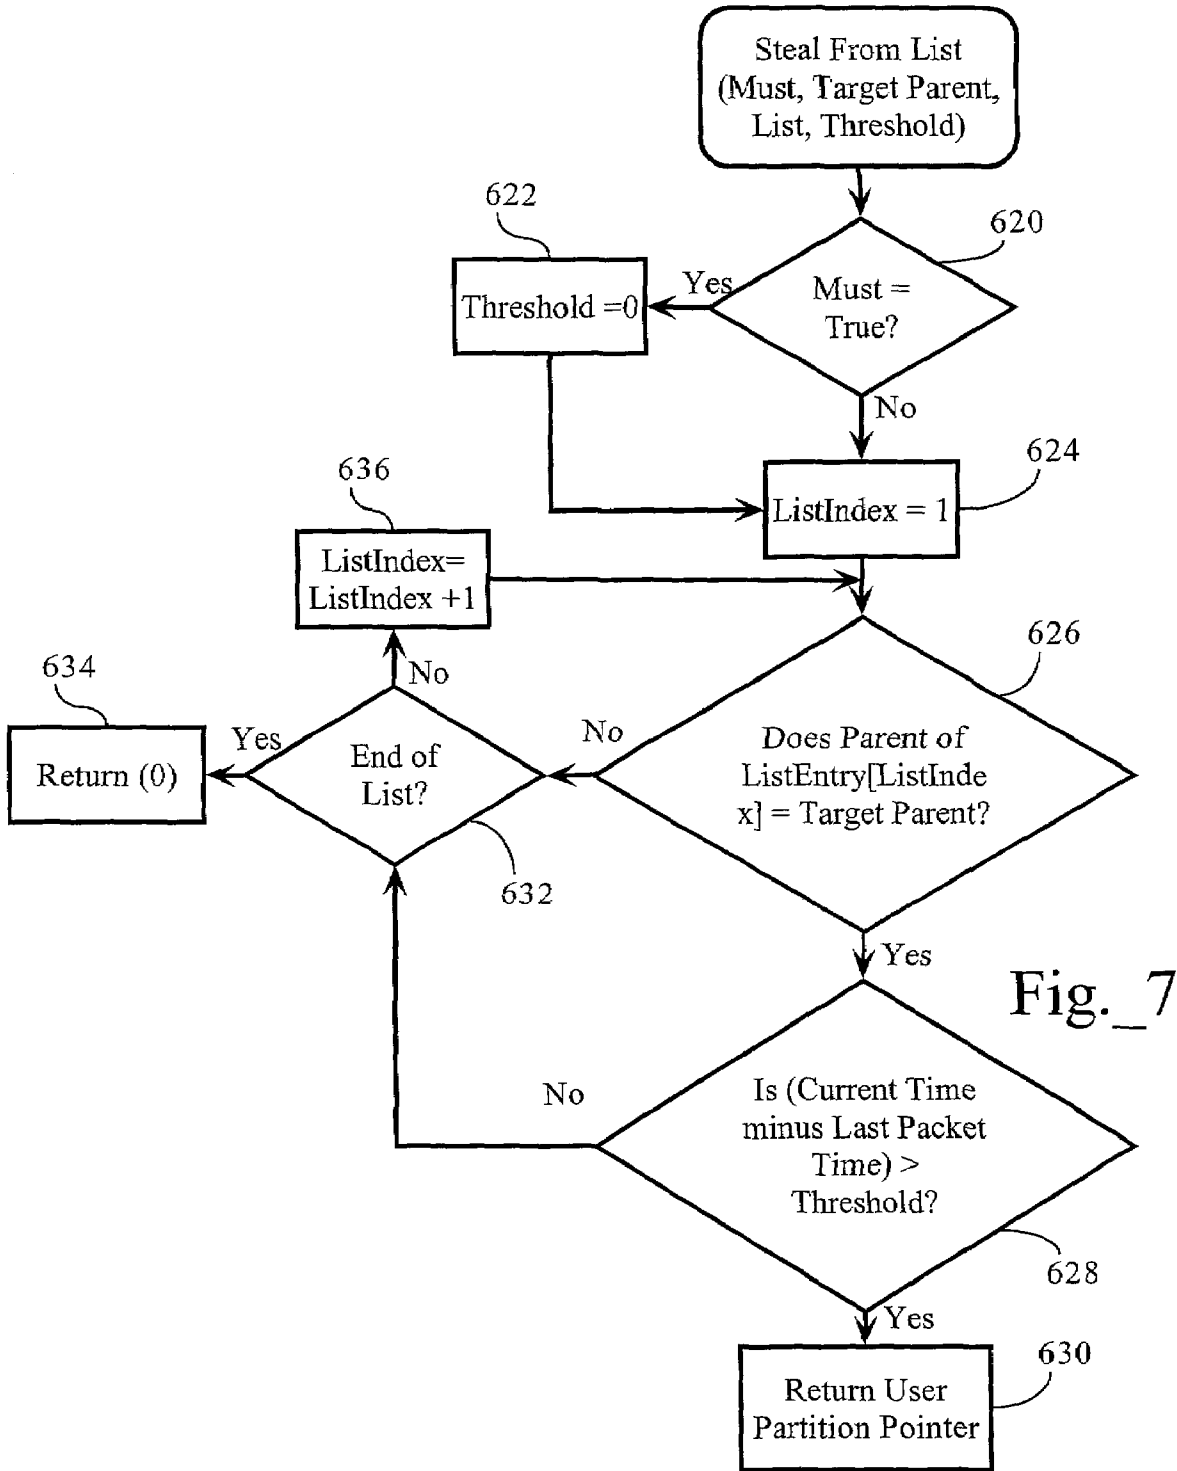 Steal From List
(Must, Target Parent,
List, Threshold)
622
620
Yes
Threshold =0
Must =
True?
No
636
624
ListIndex = 1
ListIndex=
ListIndex +1
626
634
No
Yes
No
Return (0)
End of
List?
Does Parent of
ListEntry[ListInde
x] = Target Parent?
632
Yes
Fig._7
No
Is (Current Time
minus Last Packet
Time) >
Threshold?
628
Yes
630
Return User
Partition Pointer